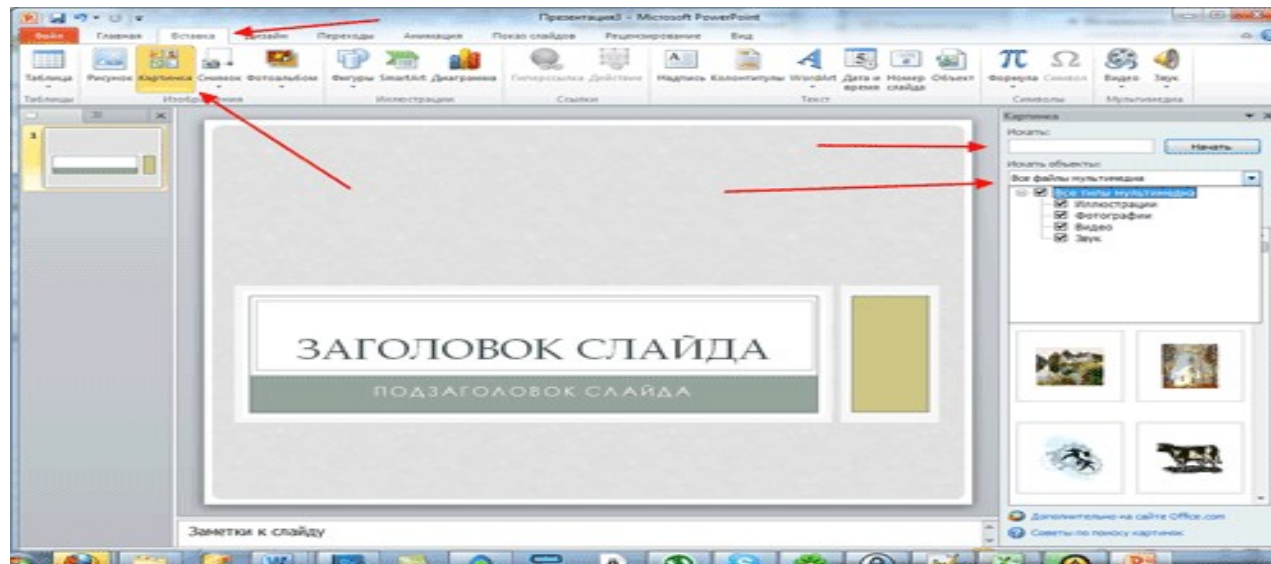 Презентация3 - Microsoft PowerPoint
Файл Главная Вставка Дизайн Переходы Анимация Показ слайдов Рецензирование Вид
Таблица Рисунок Картинка Снимок Фотоальбом Фигуры SmartArt Диаграмма Гиперссылка Действие Надпись Колонтитулы WordArt Дата и время Номер слайда Объект Формула Символ Видео Звук
Таблицы Изображения Иллюстрации Ссылки Текст Символы Мультимедиа
1
Картинка
Искать:
Начать
Искать объекты:
Все файлы мультимедиа
Все типы мультимедиа
Иллюстрации
Фотографии
Видео
Звук
ЗАГОЛОВОК СЛАЙДА
ПОДЗАГОЛОВОК СЛАЙДА
Заметки к слайду
Дополнительно на сайте Office.com
Советы по поиску картинок